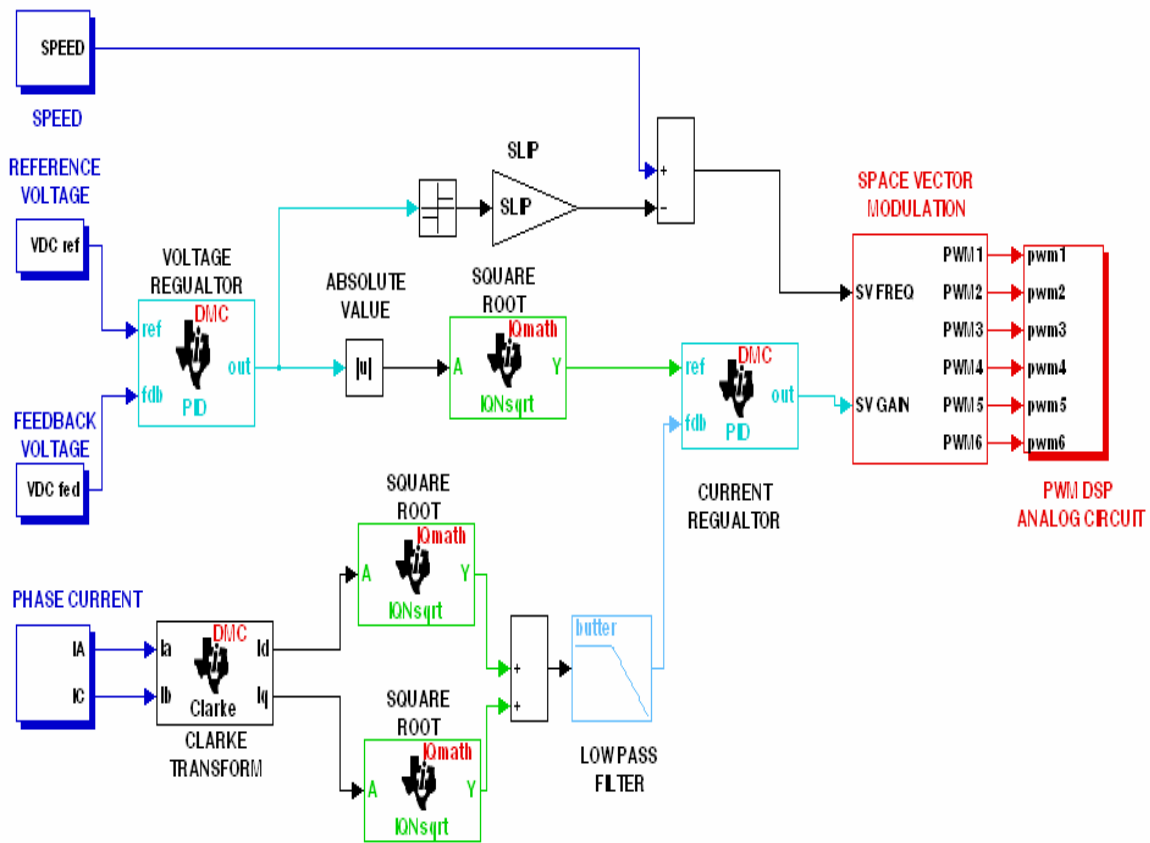 SPEED
SPEED
REFERENCE
VOLTAGE
VDC ref
VOLTAGE
REGUALTOR
DMC
ref
out
fdb
PID
FEEDBACK
VOLTAGE
VDC fed
SLIP
SLIP
ABSOLUTE
VALUE
|u|
SQUARE
ROOT
IQmath
A
Y
IQNsqrt
+
-
DMC
ref
out
fdb
PID
CURRENT
REGUALTOR
SPACE VECTOR
MODULATION
SV FREQ
SV GAIN
PWM1
PWM2
PWM3
PWM4
PWM5
PWM6
pwm1
pwm2
pwm3
pwm4
pwm5
pwm6
PWM DSP
ANALOG CIRCUIT
PHASE CURRENT
IA
IC
DMC
Ia
Id
Ib
Iq
Clarke
CLARKE
TRANSFORM
SQUARE
ROOT
IQmath
A
Y
IQNsqrt
SQUARE
ROOT
IQmath
A
Y
IQNsqrt
+
+
butter
LOW PASS
FILTER